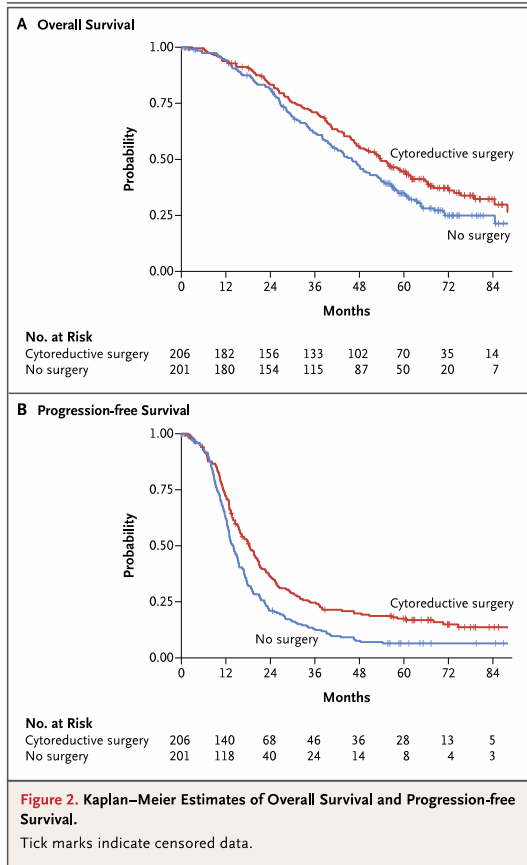 A Overall Survival
1.00
0.75
0.50
0.25
0.00
Probability
Cytoreductive surgery
No surgery
0 12 24 36 48 60 72 84
Months
No. at Risk
Cytoreductive surgery 206 182 156 133 102 70 35 14
No surgery 201 180 154 115 87 50 20 7
B Progression-free Survival
1.00
0.75
0.50
0.25
0.00
Probability
Cytoreductive surgery
No surgery
0 12 24 36 48 60 72 84
Months
No. at Risk
Cytoreductive surgery 206 140 68 46 36 28 13 5
No surgery 201 118 40 24 14 8 4 3
Figure 2. Kaplan–Meier Estimates of Overall Survival and Progression-free
Survival.
Tick marks indicate censored data.